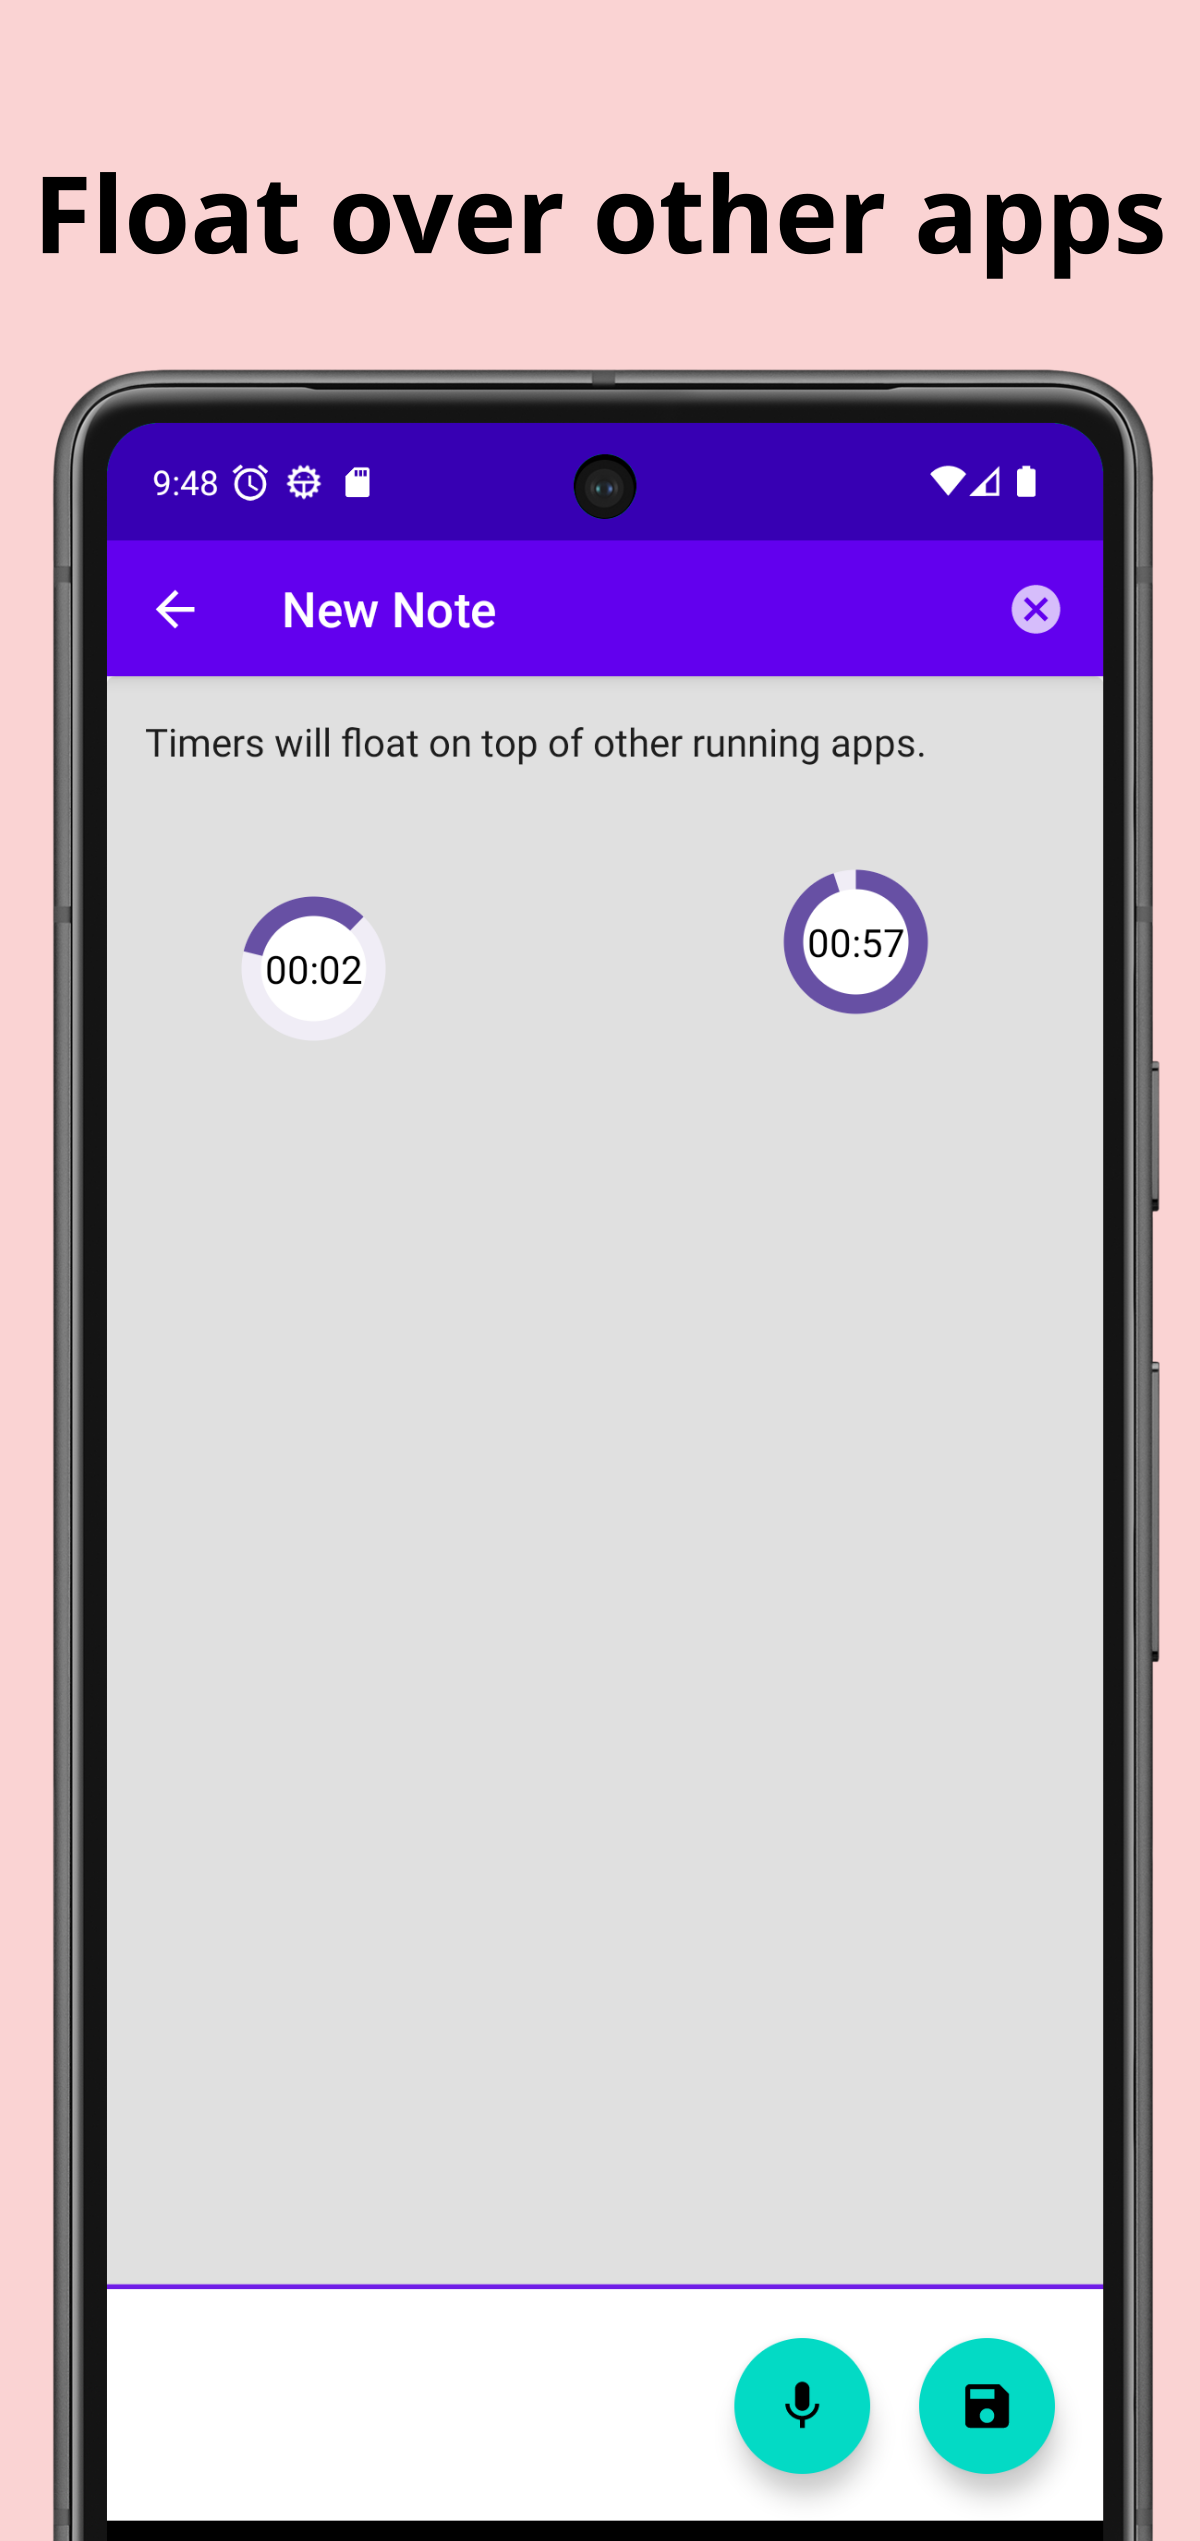 Float over other apps
9:48
New Note
Timers will float on top of other running apps.
00:02
00:57